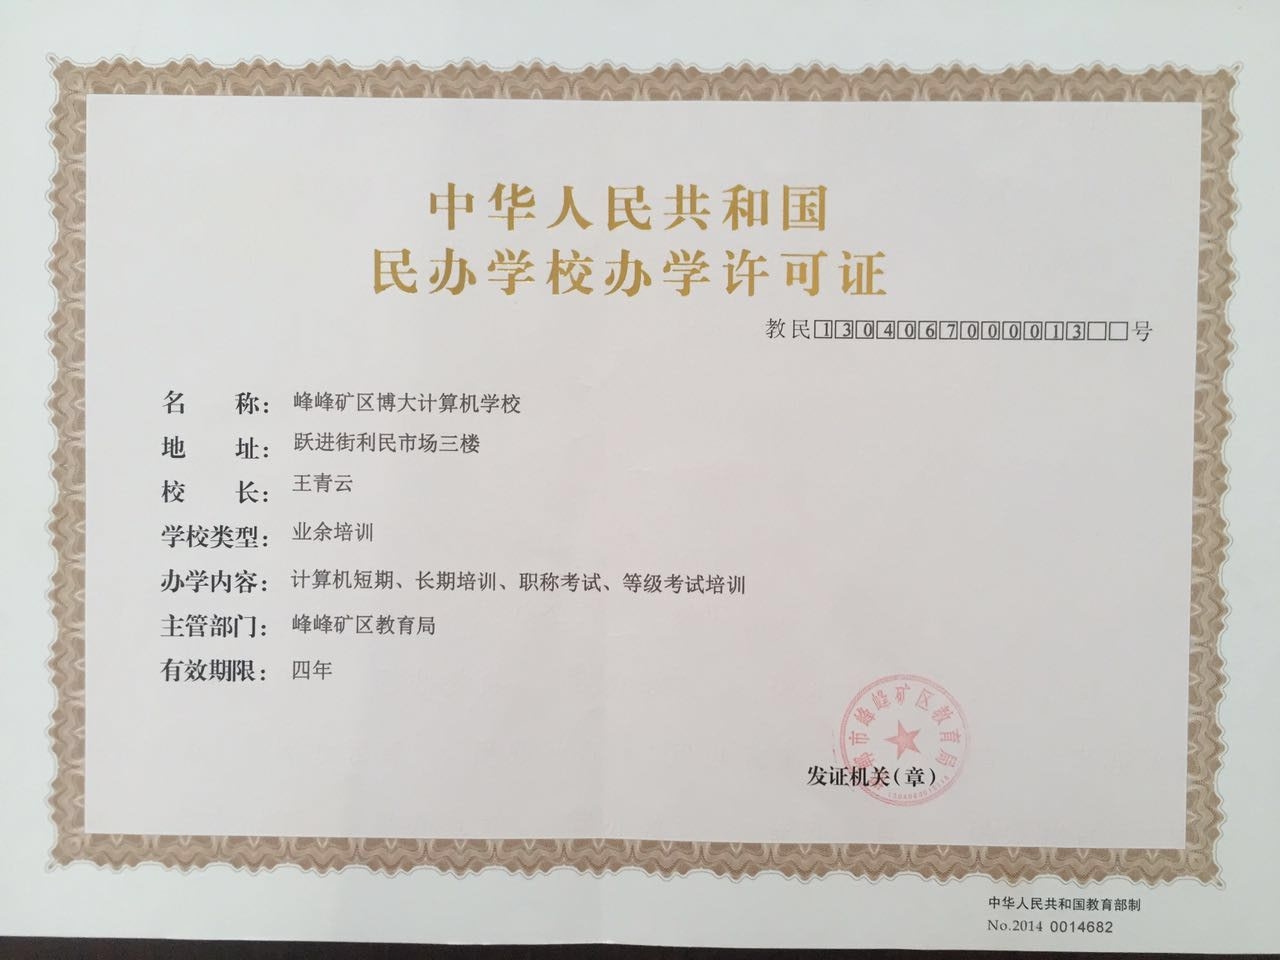 中华人民共和国
民办学校办学许可证
教民1304067000013□□号
名 称： 峰峰矿区博大计算机学校
地 址： 跃进街利民市场三楼
校 长： 王青云
学校类型： 业余培训
办学内容： 计算机短期、长期培训、职称考试、等级考试培训
主管部门： 峰峰矿区教育局
有效期限： 四年
邯郸市峰峰矿区教育局
发证机关（章）
中华人民共和国教育部制
No.2014 0014682